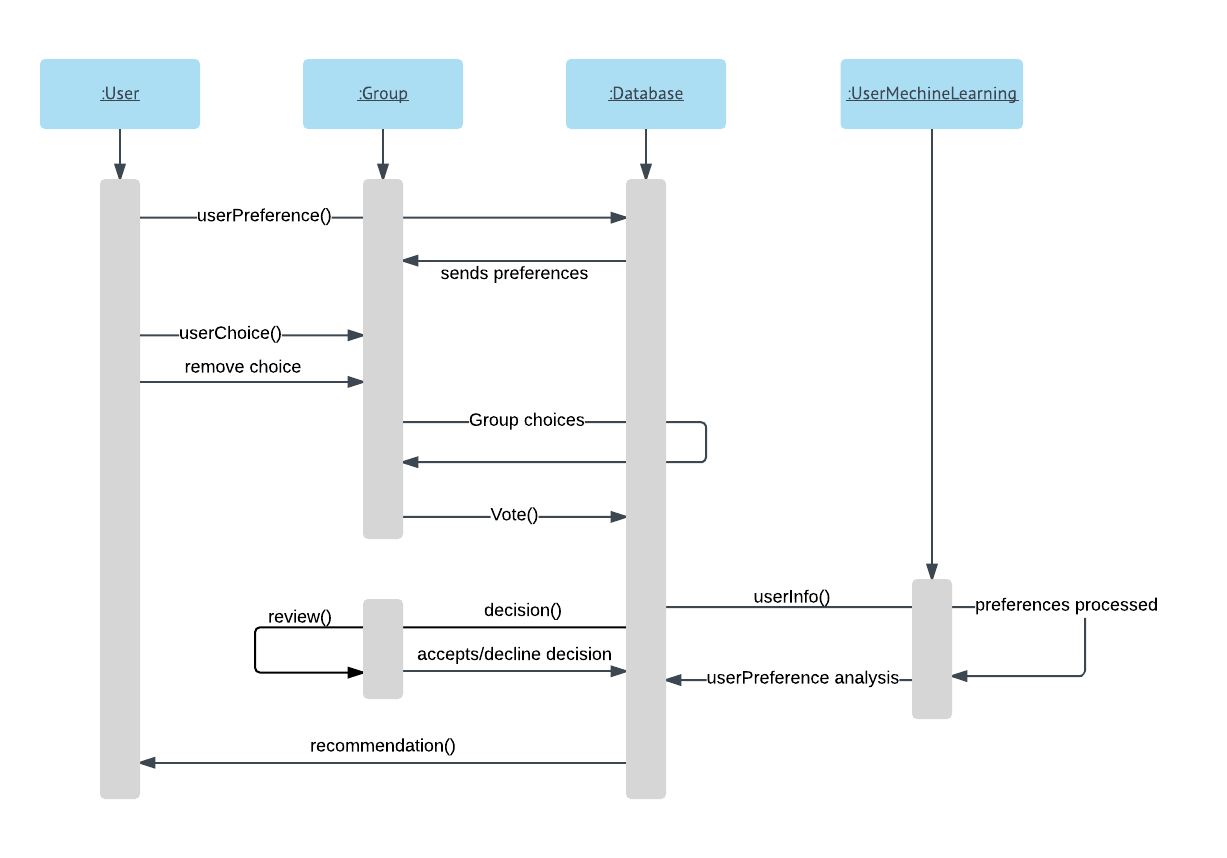 :User
:Group
:Database
:UserMechineLearning
userPreference()
sends preferences
userChoice()
remove choice
Group choices
Vote()
userInfo()
preferences processed
review()
decision()
accepts/decline decision
userPreference analysis
recommendation()